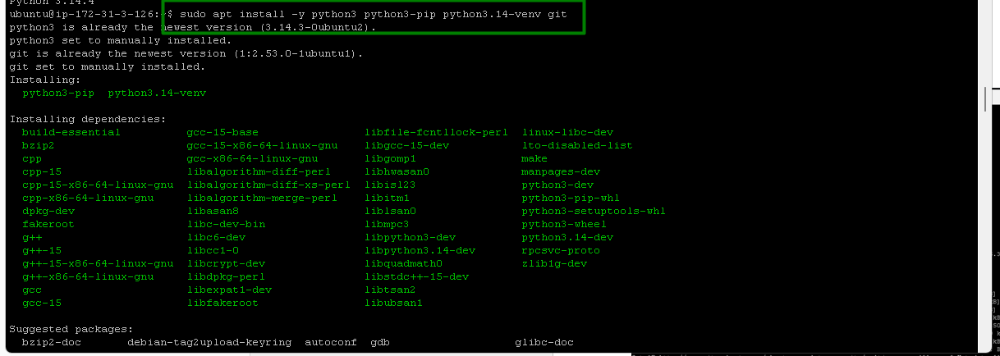 Python 3.14.4
ubuntu@ip-172-31-3-126:~$ sudo apt install -y python3 python3-pip python3.14-venv git
python3 is already the newest version (3.14.3-0ubuntu2).
python3 set to manually installed.
git is already the newest version (1:2.53.0-1ubuntu1).
git set to manually installed.
Installing:
python3-pip python3.14-venv
Installing dependencies:
build-essential gcc-15-base libfile-fcntllock-perl linux-libc-dev
bzip2 gcc-15-x86-64-linux-gnu libgcc-15-dev lto-disabled-list
cpp gcc-x86-64-linux-gnu libgomp1 make
cpp-15 libalgorithm-diff-perl libhwasan0 manpages-dev
cpp-15-x86-64-linux-gnu libalgorithm-diff-xs-perl libisl23 python3-dev
cpp-x86-64-linux-gnu libalgorithm-merge-perl libitm1 python3-pip-whl
dpkg-dev libasan8 liblsan0 python3-setuptools-whl
fakeroot libc-dev-bin libmpc3 python3-wheel
g++ libc6-dev libpython3-dev python3.14-dev
g++-15 libcc1-0 libpython3.14-dev rpcsvc-proto
g++-15-x86-64-linux-gnu libcrypt-dev libquadmath0 zlib1g-dev
g++-x86-64-linux-gnu libdpkg-perl libstdc++-15-dev
gcc libexpat1-dev libtsan2
gcc-15 libfakeroot libubsan1
Suggested packages:
bzip2-doc debian-tag2upload-keyring autoconf gdb glibc-doc